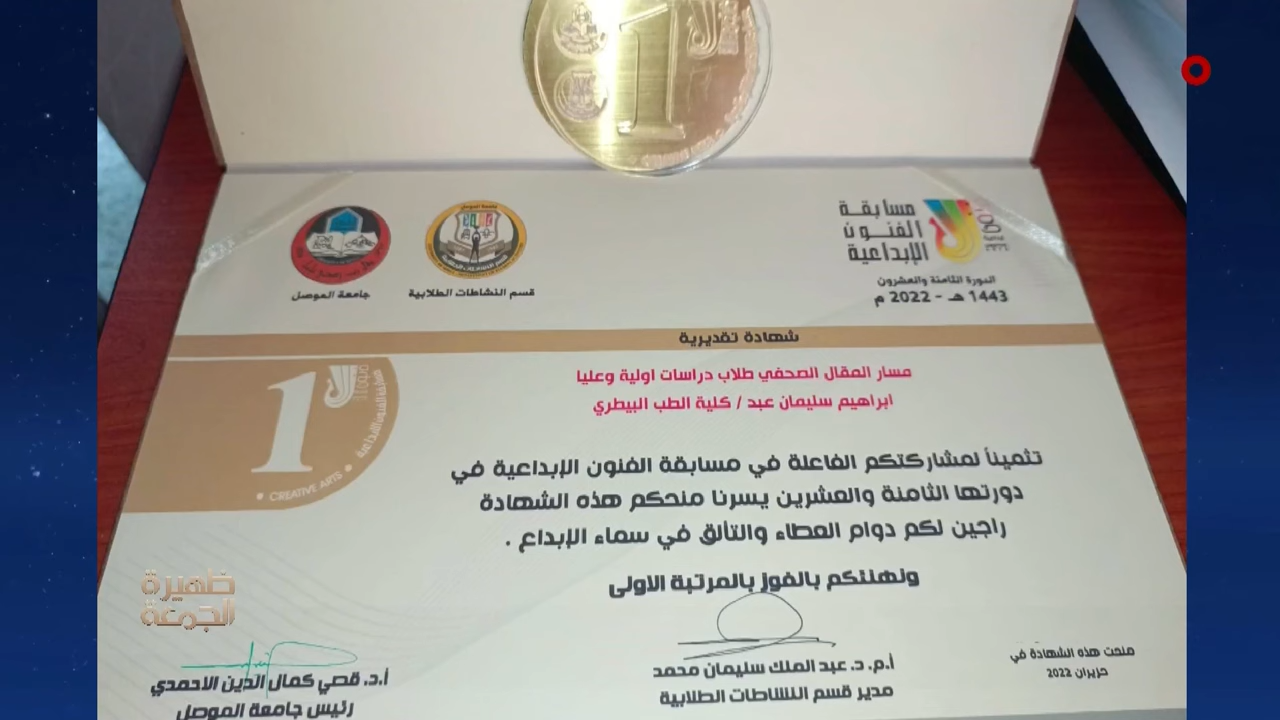 1
مسابقة
الفنون
الإبداعية
الدورة الثامنة والعشرون
1443 هـ - 2022 م
قسم النشاطات الطلابية
جامعة الموصل
شهادة تقديرية
1
CREATIVE ARTS
مسار المقال الصحفي طلاب دراسات اولية وعليا
ابراهيم سليمان عبد / كلية الطب البيطري
تثميناً لمشاركتكم الفاعلة في مسابقة الفنون الإبداعية في
دورتها الثامنة والعشرين يسرنا منحكم هذه الشهادة
راجين لكم دوام العطاء والتألق في سماء الإبداع .
ونهنئكم بالفوز بالمرتبة الاولى
أ.م. د. عبد الملك سليمان محمد
مدير قسم النشاطات الطلابية
منحت هذه الشهادة في
حزيران 2022
أ.د. قصي كمال الدين الاحمدي
رئيس جامعة الموصل
ظهيرة
الجمعة